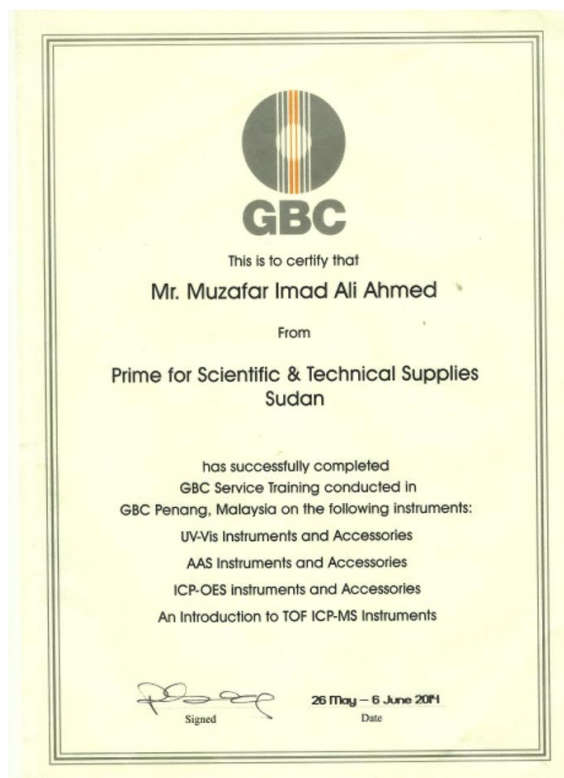 GBC
This is to certify that
Mr. Muzafar Imad Ali Ahmed
From
Prime for Scientific & Technical Supplies
Sudan
has successfully completed
GBC Service Training conducted in
GBC Penang, Malaysia on the following instruments:
UV-Vis Instruments and Accessories
AAS Instruments and Accessories
ICP-OES instruments and Accessories
An Introduction to TOF ICP-MS Instruments
26 May – 6 June 2014
Signed
Date